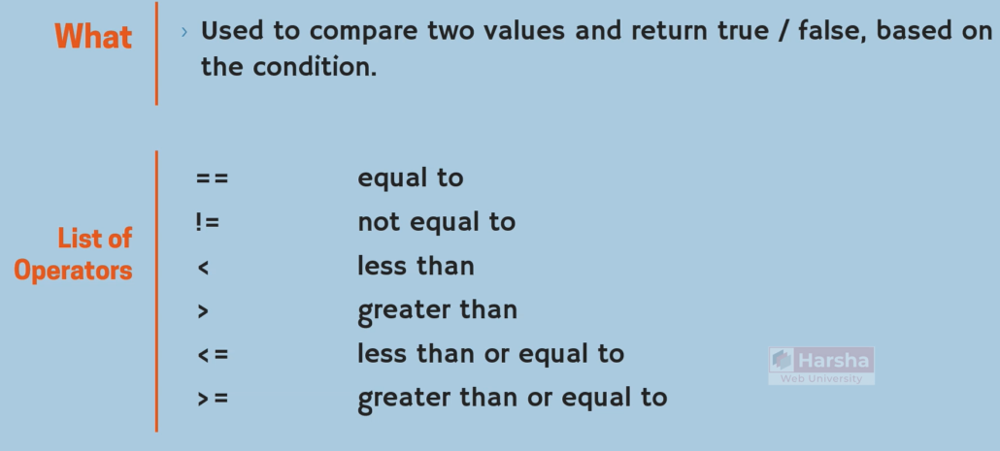 What
› Used to compare two values and return true / false, based on
the condition.
List of
Operators
== equal to
!= not equal to
< less than
> greater than
<= less than or equal to
>= greater than or equal to
Harsha
Web University